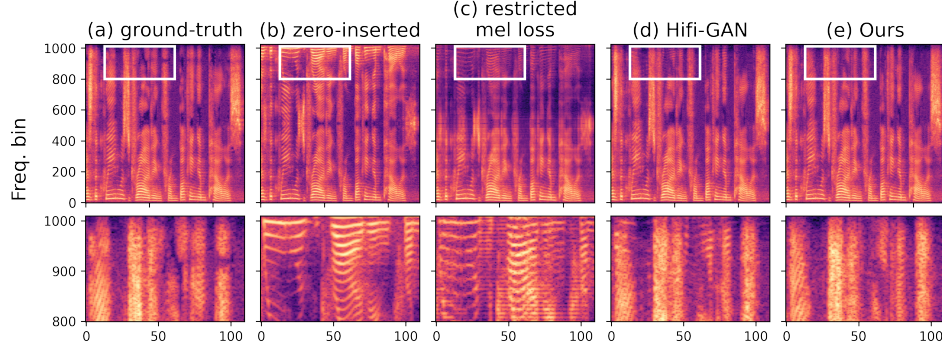 (c) restricted
(a) ground-truth (b) zero-inserted mel loss (d) Hifi-GAN (e) Ours
1000
800
600
400
200
0
Freq. bin
1000
900
800
0 50 100 0 50 100 0 50 100 0 50 100 0 50 100